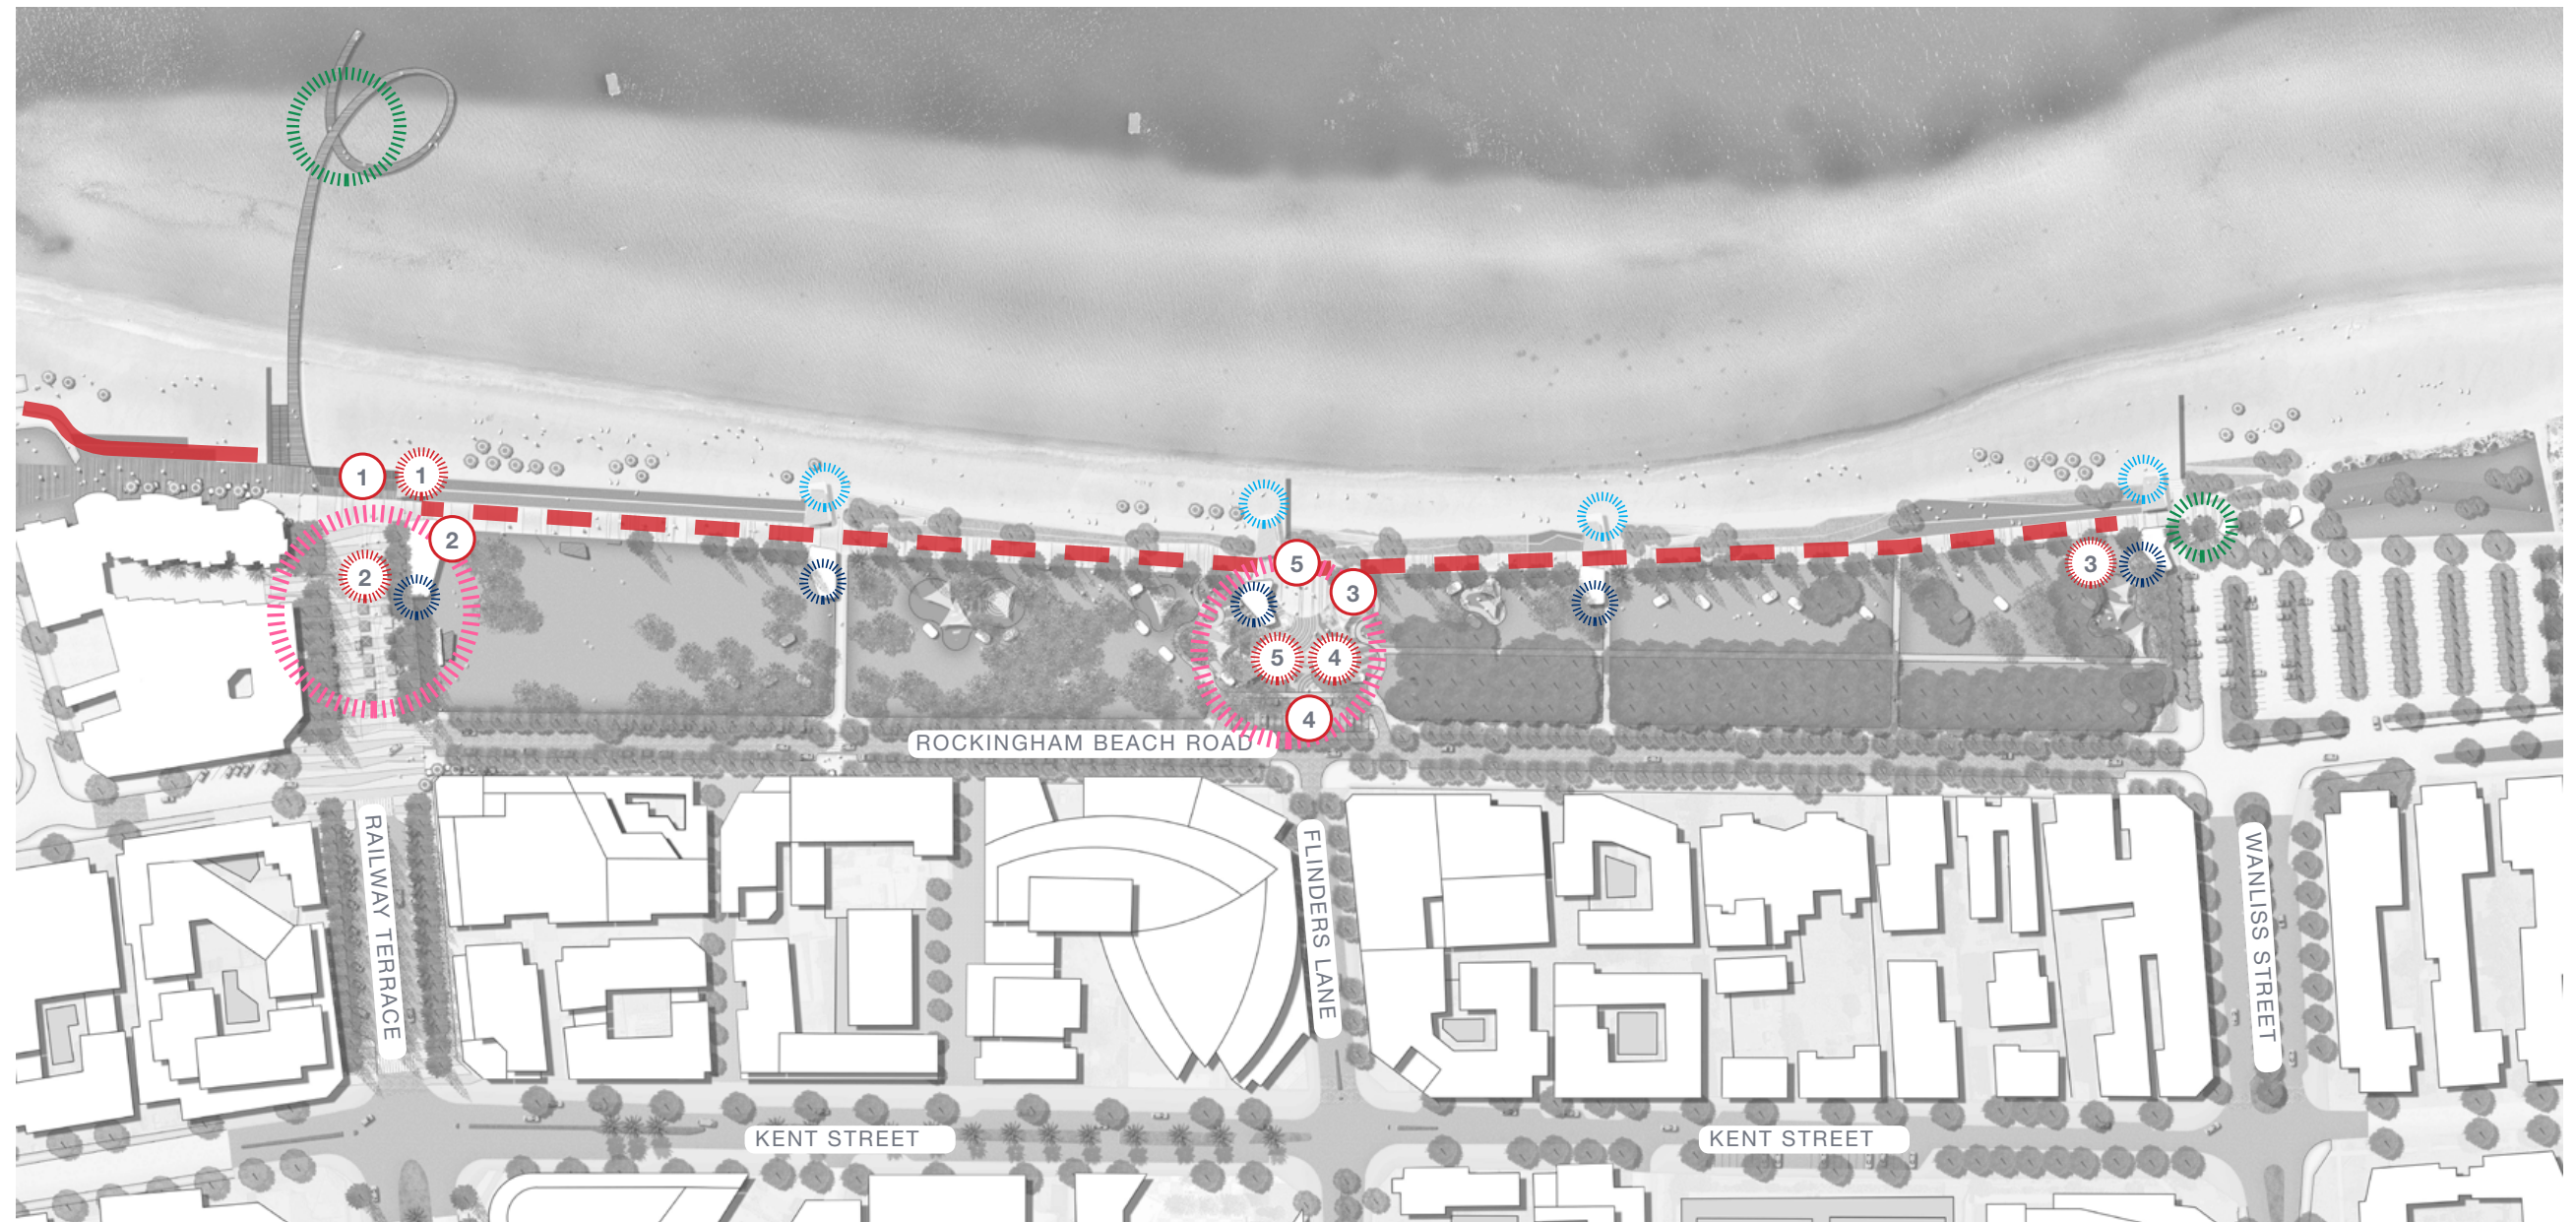 1
1
2
2
5
3
3
5
4
4
ROCKINGHAM BEACH ROAD
RAILWAY TERRACE
FLINDERS LANE
WANLISS STREET
KENT STREET
KENT STREET